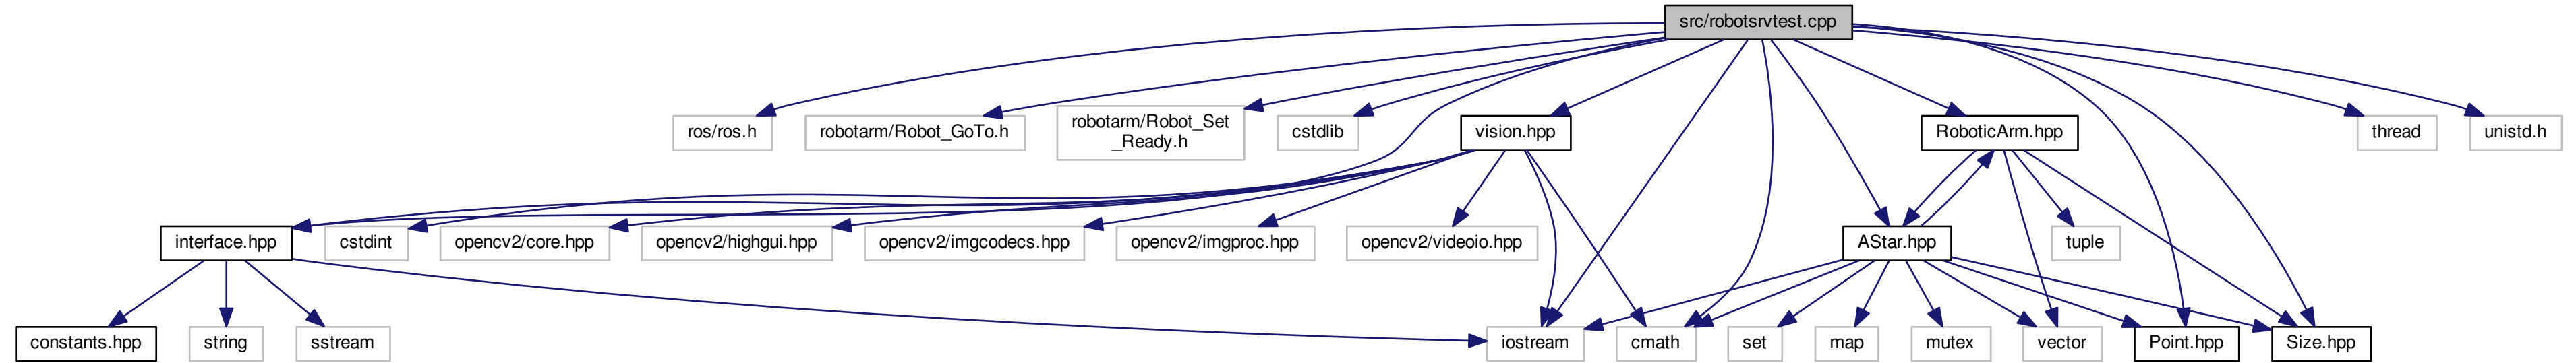 src/robotsrvtest.cpp
ros/ros.h
robotarm/Robot_GoTo.h
robotarm/Robot_Set
_Ready.h
cstdlib
vision.hpp
RoboticArm.hpp
thread
unistd.h
interface.hpp
cstdint
opencv2/core.hpp
opencv2/highgui.hpp
opencv2/imgcodecs.hpp
opencv2/imgproc.hpp
opencv2/videoio.hpp
AStar.hpp
tuple
constants.hpp
string
sstream
iostream
cmath
set
map
mutex
vector
Point.hpp
Size.hpp